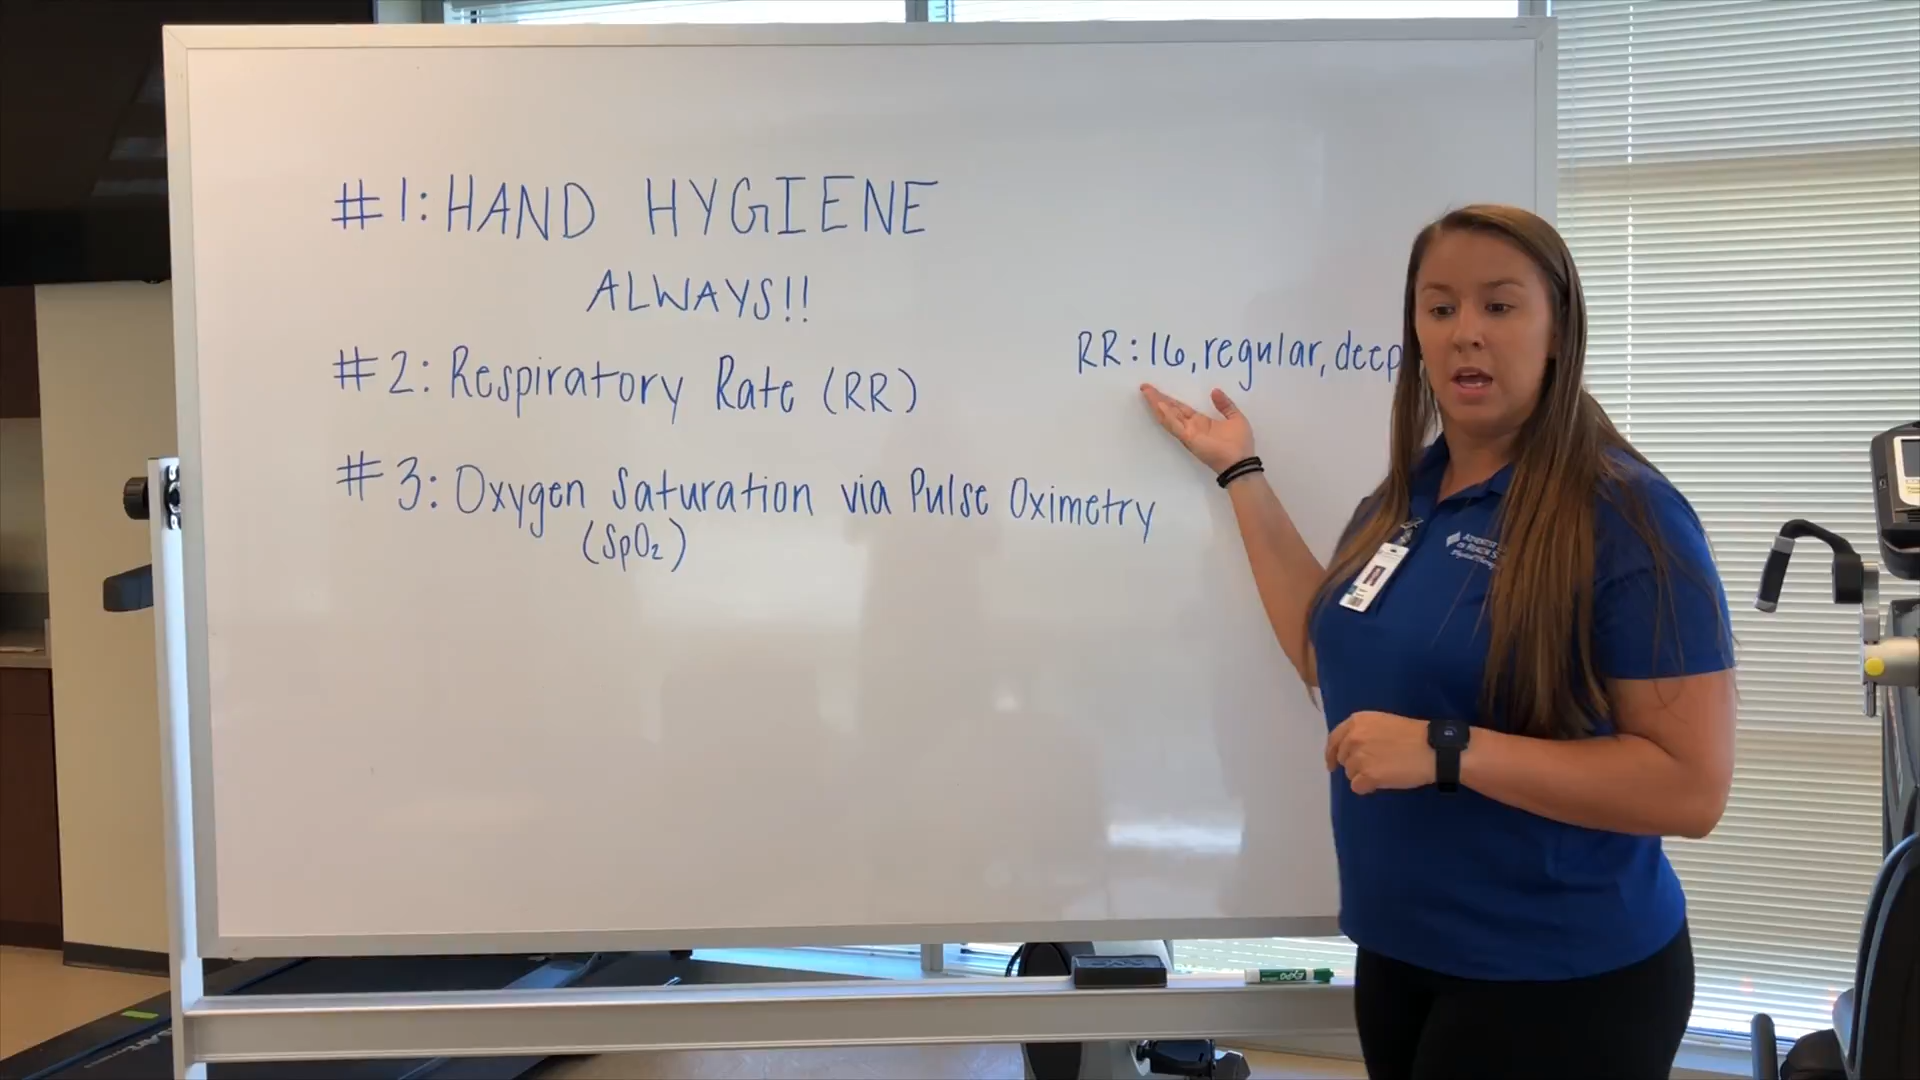 #1: HAND HYGIENE
ALWAYS!!
#2: Respiratory Rate (RR)
RR: 16, regular, deep
#3: Oxygen Saturation via Pulse Oximetry
(SpO₂)
EXPO